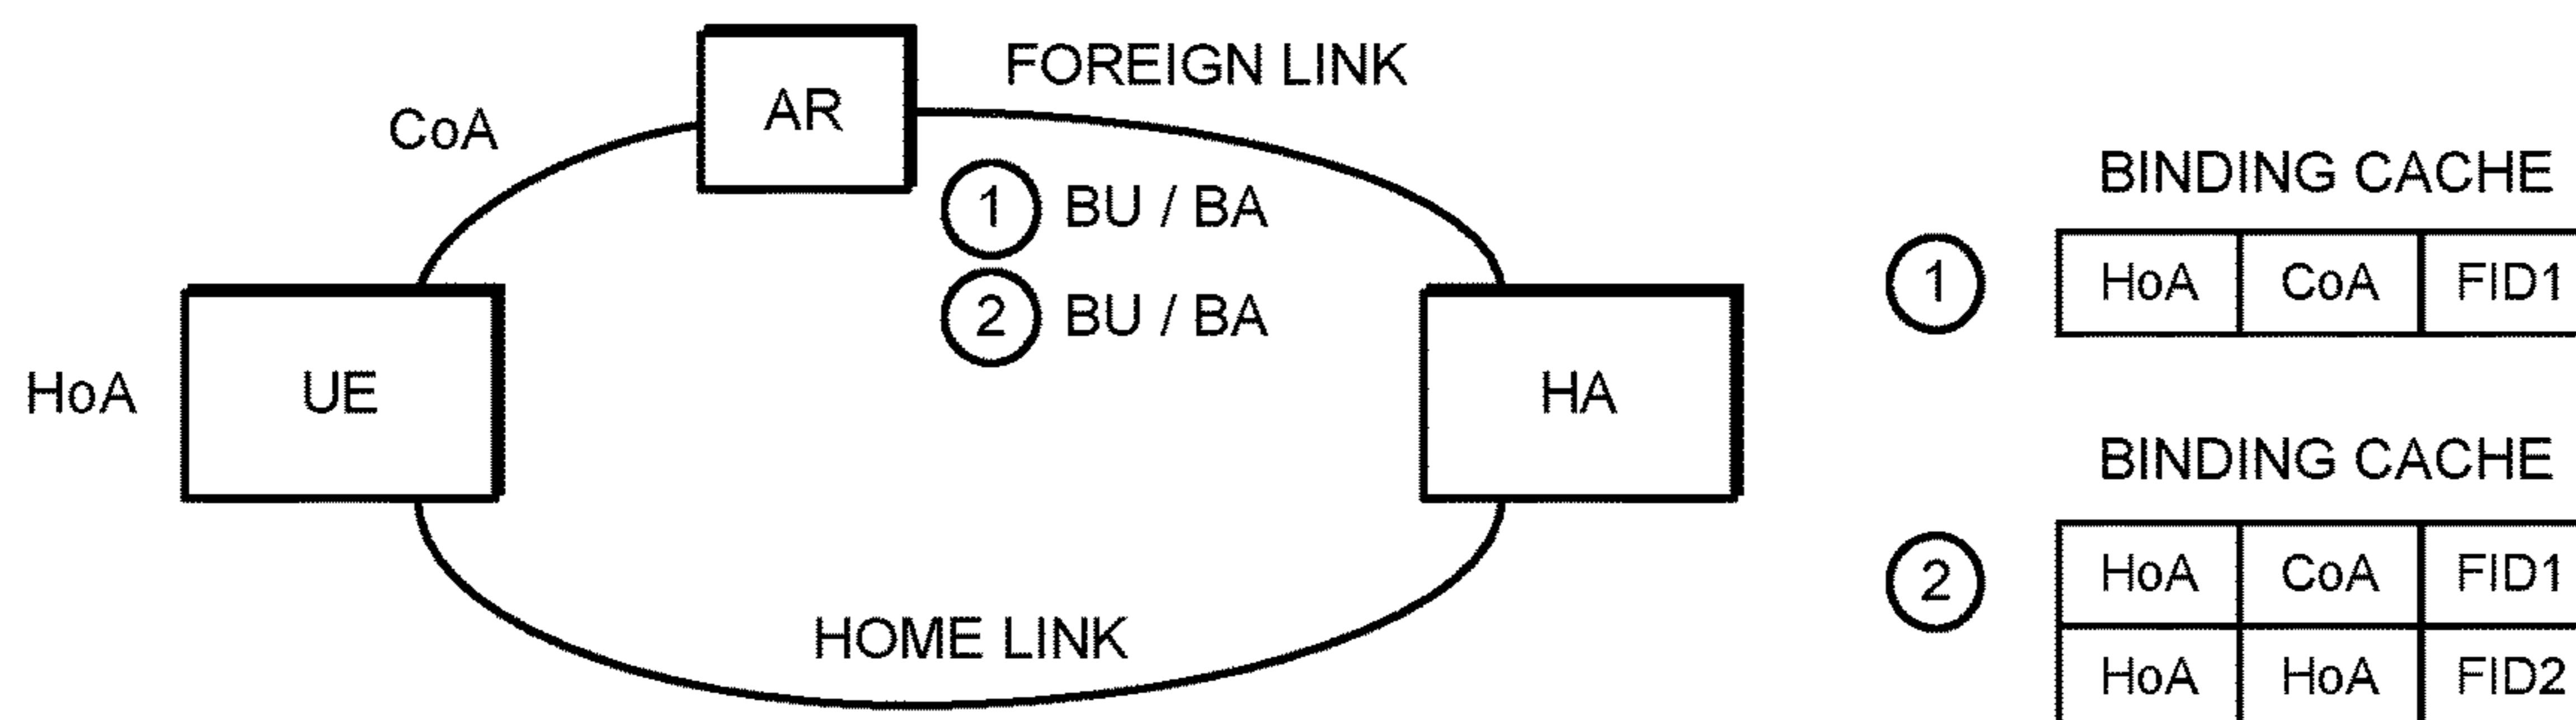 AR
FOREIGN LINK
CoA
1 BU / BA
2 BU / BA
HoA
UE
HA
HOME LINK
BINDING CACHE
1 HoA CoA FID1
BINDING CACHE
2 HoA CoA FID1
HoA HoA FID2